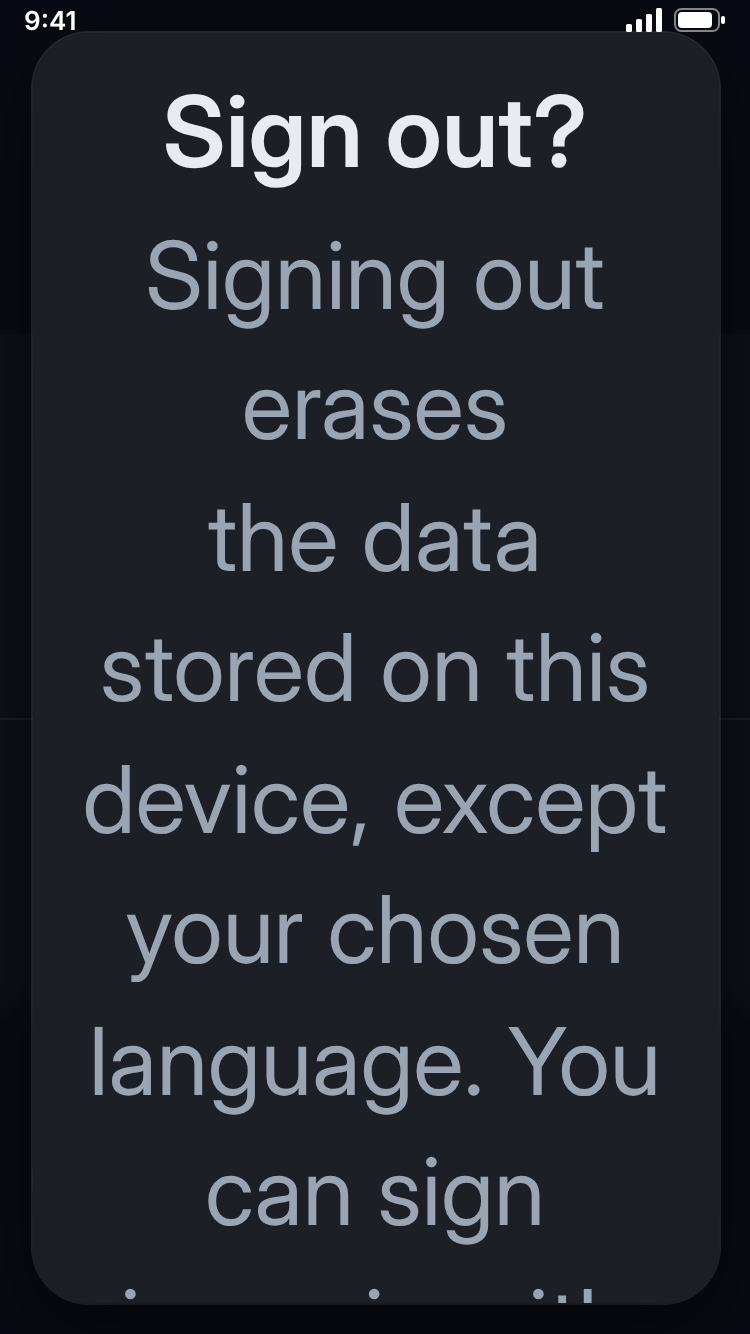 9:41
Sign out?
Signing out
erases
the data
stored on this
device, except
your chosen
language. You
can sign